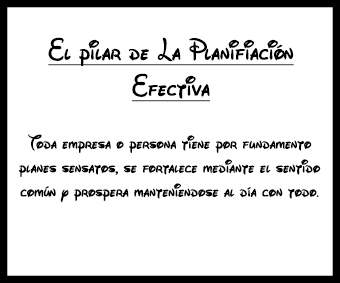 El pilar de La Planifiación
Efectiva
Toda empresa o persona tiene por fundamento
planes sensatos, se fortalece mediante el sentido
común y prospera manteniéndose al día con todo.